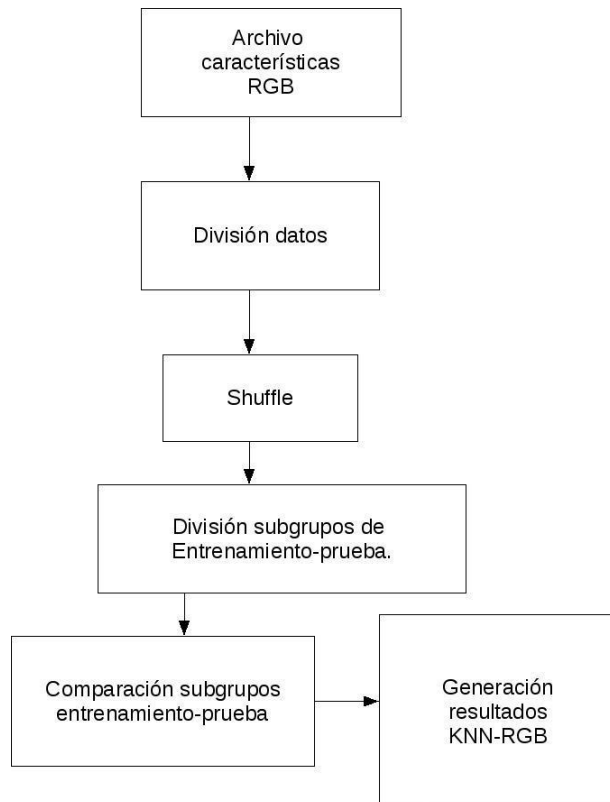 Archivo
características
RGB
División datos
Shuffle
División subgrupos de
Entrenamiento-prueba.
Comparación subgrupos
entrenamiento-prueba
Generación
resultados
KNN-RGB